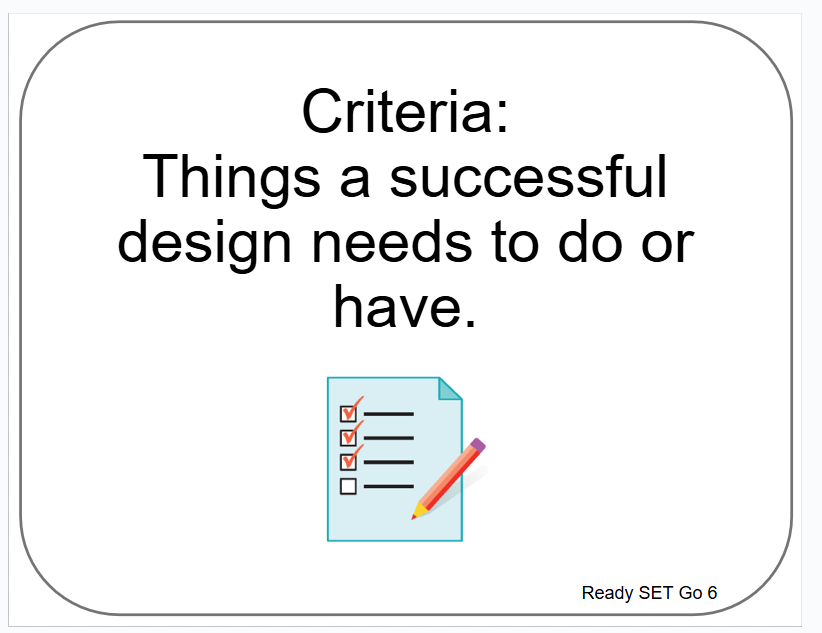 Criteria:
Things a successful
design needs to do or
have.
Ready SET Go 6